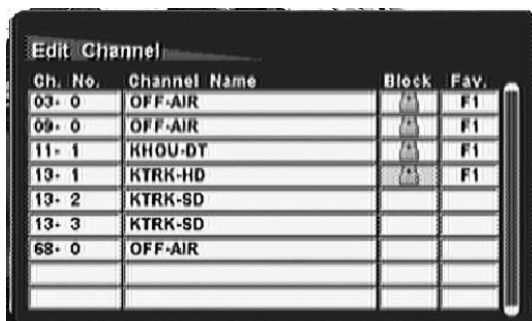 Edit Channel
Ch. No. Channel Name Block Fav.
03- 0 OFF-AIR F1
09- 0 OFF-AIR F1
11- 1 KHOU-DT F1
13- 1 KTRK-HD F1
13- 2 KTRK-SD
13- 3 KTRK-SD
68- 0 OFF-AIR